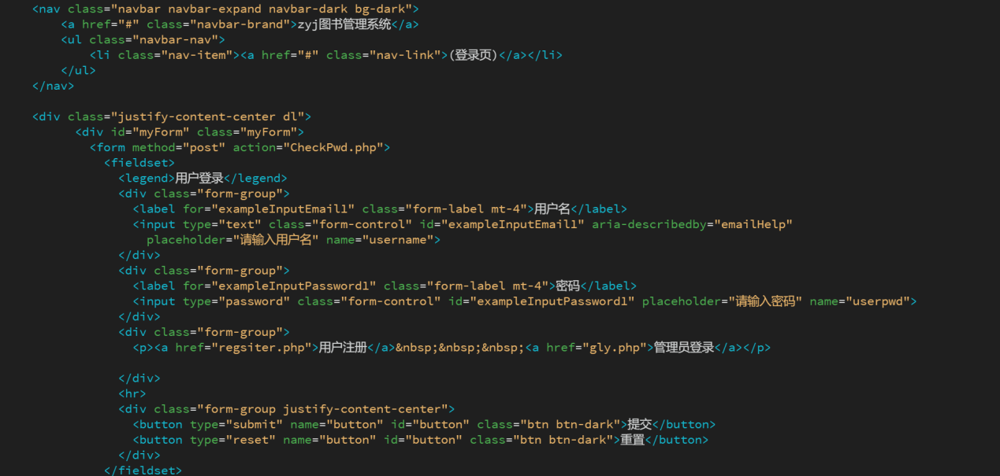 <nav class="navbar navbar-expand navbar-dark bg-dark">
<a href="#" class="navbar-brand">zyj图书管理系统</a>
<ul class="navbar-nav">
<li class="nav-item"><a href="#" class="nav-link">(登录页)</a></li>
</ul>
</nav>
<div class="justify-content-center dl">
<div id="myForm" class="myForm">
<form method="post" action="CheckPwd.php">
<fieldset>
<legend>用户登录</legend>
<div class="form-group">
<label for="exampleInputEmail1" class="form-label mt-4">用户名</label>
<input type="text" class="form-control" id="exampleInputEmail1" aria-describedby="emailHelp"
placeholder="请输入用户名" name="username">
</div>
<div class="form-group">
<label for="exampleInputPassword1" class="form-label mt-4">密码</label>
<input type="password" class="form-control" id="exampleInputPassword1" placeholder="请输入密码" name="userpwd">
</div>
<div class="form-group">
<p><a href="regsiter.php">用户注册</a>&nbsp;&nbsp;&nbsp;<a href="gly.php">管理员登录</a></p>
</div>
<hr>
<div class="form-group justify-content-center">
<button type="submit" name="button" id="button" class="btn btn-dark">提交</button>
<button type="reset" name="button" id="button" class="btn btn-dark">重置</button>
</div>
</fieldset>